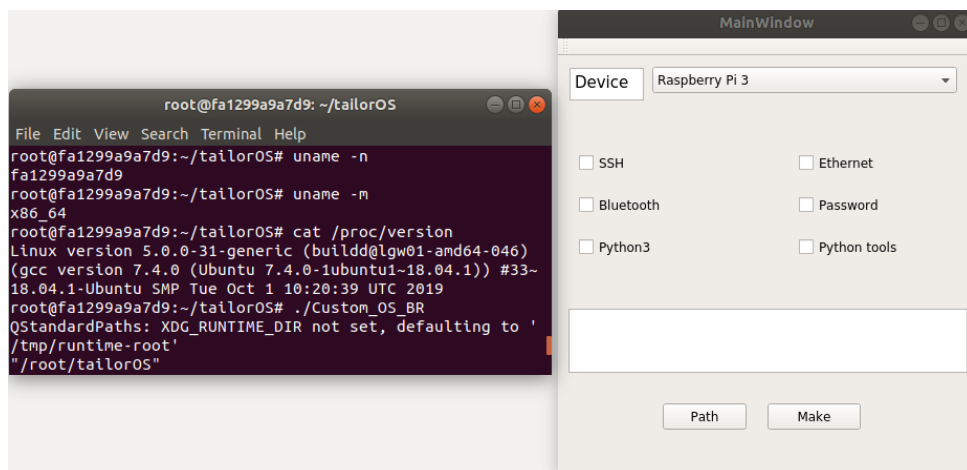 root@fa1299a9a7d9: ~/tailorOS
File Edit View Search Terminal Help
root@fa1299a9a7d9:~/tailorOS# uname -n
fa1299a9a7d9
root@fa1299a9a7d9:~/tailorOS# uname -m
x86_64
root@fa1299a9a7d9:~/tailorOS# cat /proc/version
Linux version 5.0.0-31-generic (buildd@lgw01-amd64-046)
(gcc version 7.4.0 (Ubuntu 7.4.0-1ubuntu1~18.04.1)) #33~
18.04.1-Ubuntu SMP Tue Oct 1 10:20:39 UTC 2019
root@fa1299a9a7d9:~/tailorOS# ./Custom_OS_BR
QStandardPaths: XDG_RUNTIME_DIR not set, defaulting to '
/tmp/runtime-root'
"/root/tailorOS"
MainWindow
Device Raspberry Pi 3
SSH Ethernet
Bluetooth Password
Python3 Python tools
Path Make